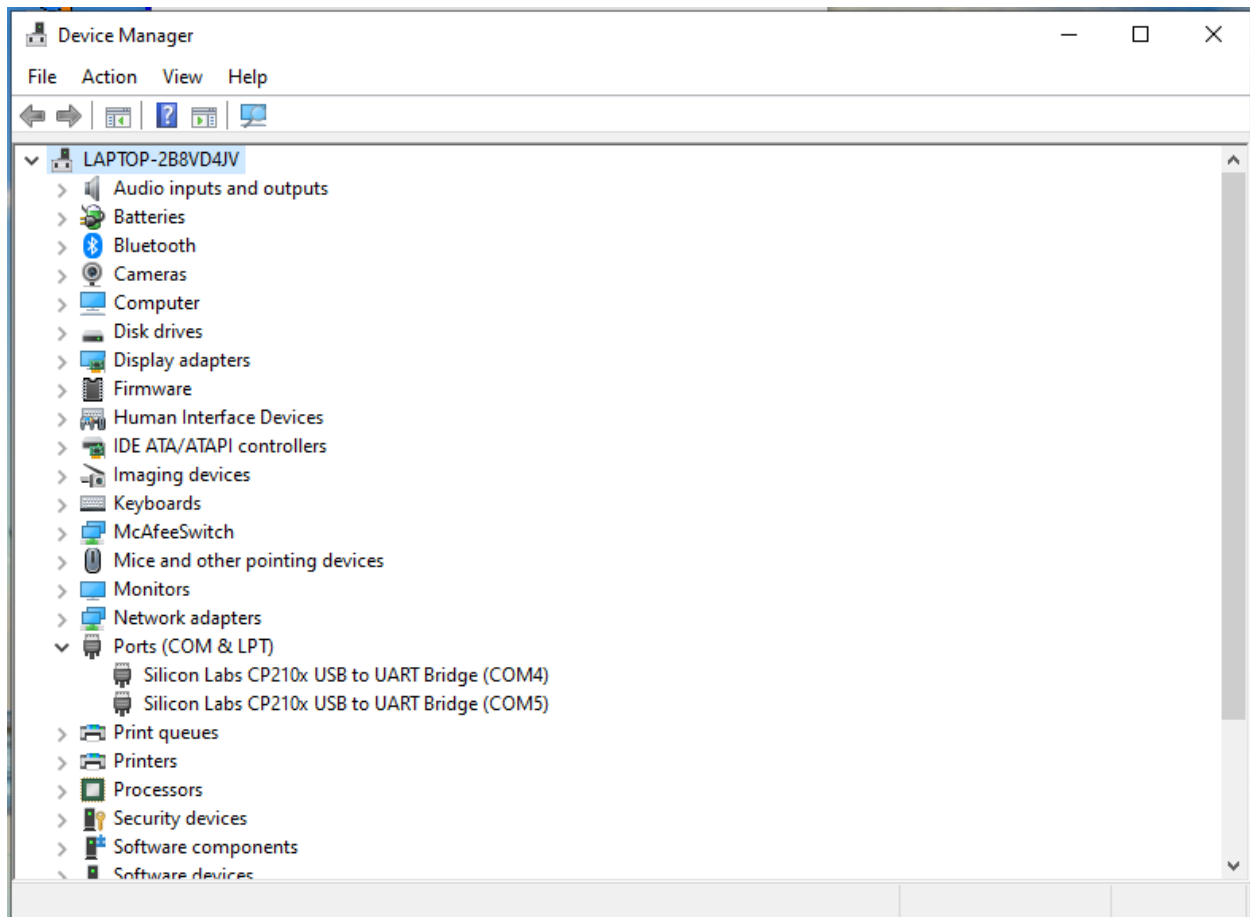 Device Manager
File Action View Help
LAPTOP-2B8VD4JV
Audio inputs and outputs
Batteries
Bluetooth
Cameras
Computer
Disk drives
Display adapters
Firmware
Human Interface Devices
IDE ATA/ATAPI controllers
Imaging devices
Keyboards
McAfeeSwitch
Mice and other pointing devices
Monitors
Network adapters
Ports (COM & LPT)
Silicon Labs CP210x USB to UART Bridge (COM4)
Silicon Labs CP210x USB to UART Bridge (COM5)
Print queues
Printers
Processors
Security devices
Software components
Software devices